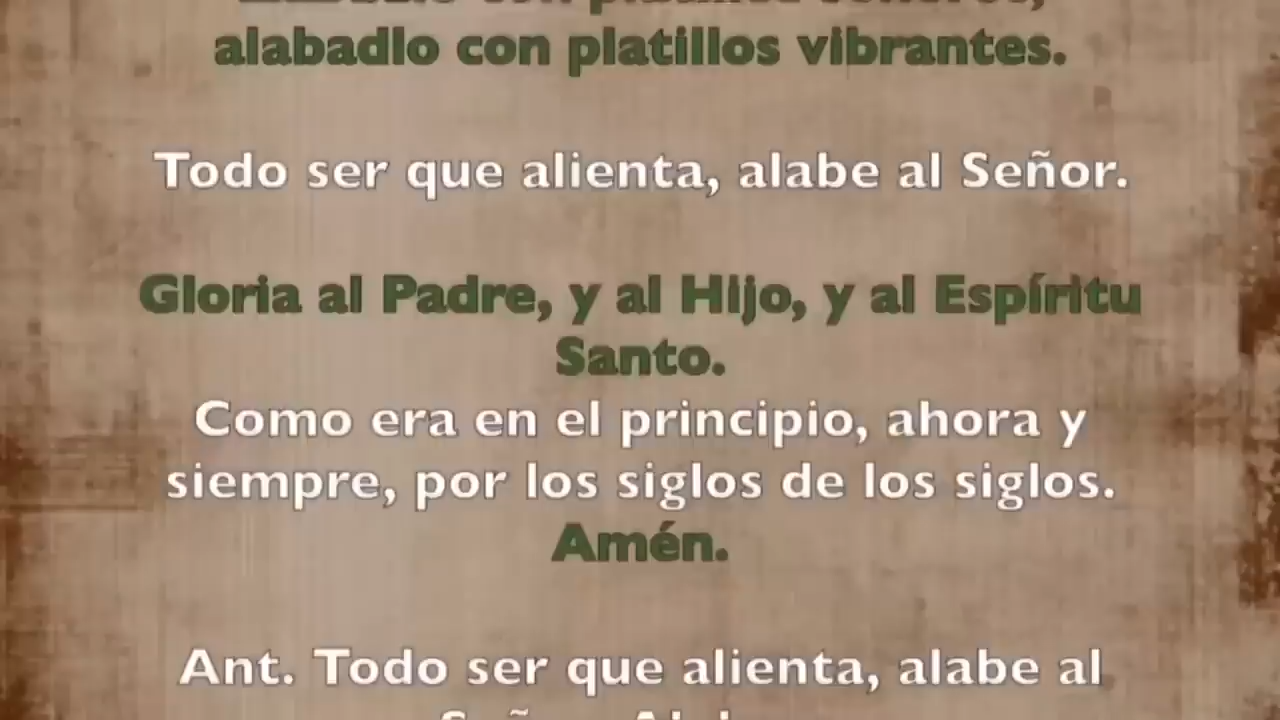 alabadlo con platillos vibrantes.
Todo ser que alienta, alabe al Señor.
Gloria al Padre, y al Hijo, y al Espíritu
Santo.
Como era en el principio, ahora y
siempre, por los siglos de los siglos.
Amén.
Ant. Todo ser que alienta, alabe al